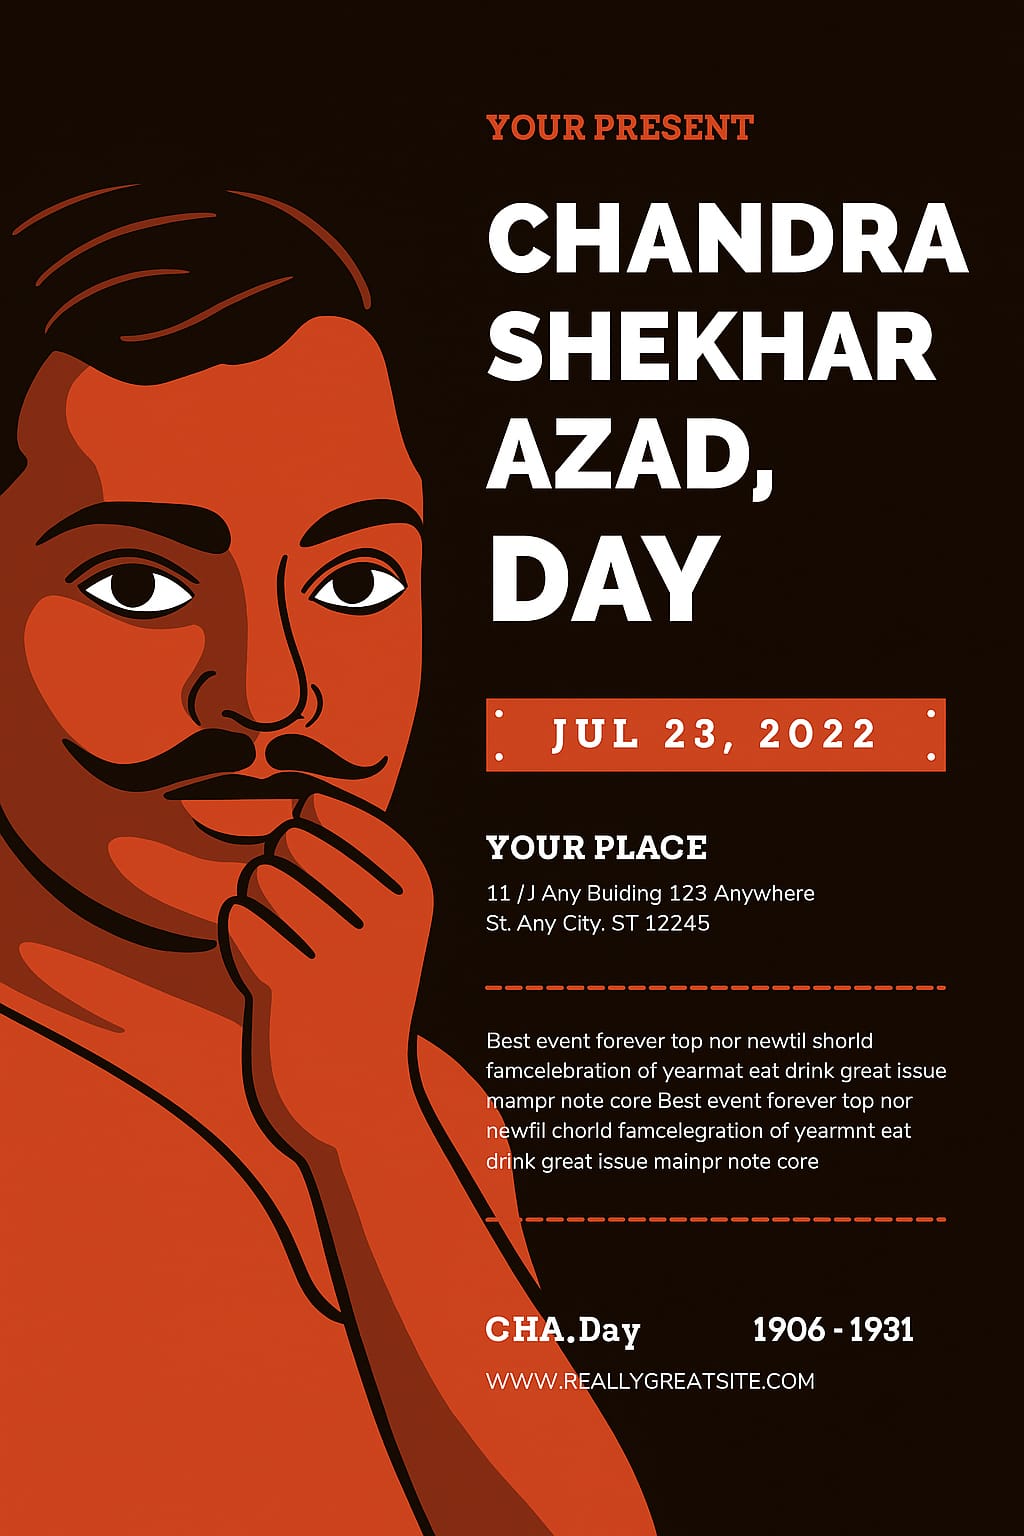 YOUR PRESENT
CHANDRA
SHEKHAR
AZAD,
DAY
JUL 23, 2022
YOUR PLACE
11 / J Any Buiding 123 Anywhere
St. Any City. ST 12245
Best event forever top nor newtil shorld
famcelebration of yearmat eat drink great issue
mampr note core Best event forever top nor
newfil chorld famcelegration of yearmnt eat
drink great issue mainpr note core
CHA.Day 1906 - 1931
WWW.REALLYGREATSITE.COM